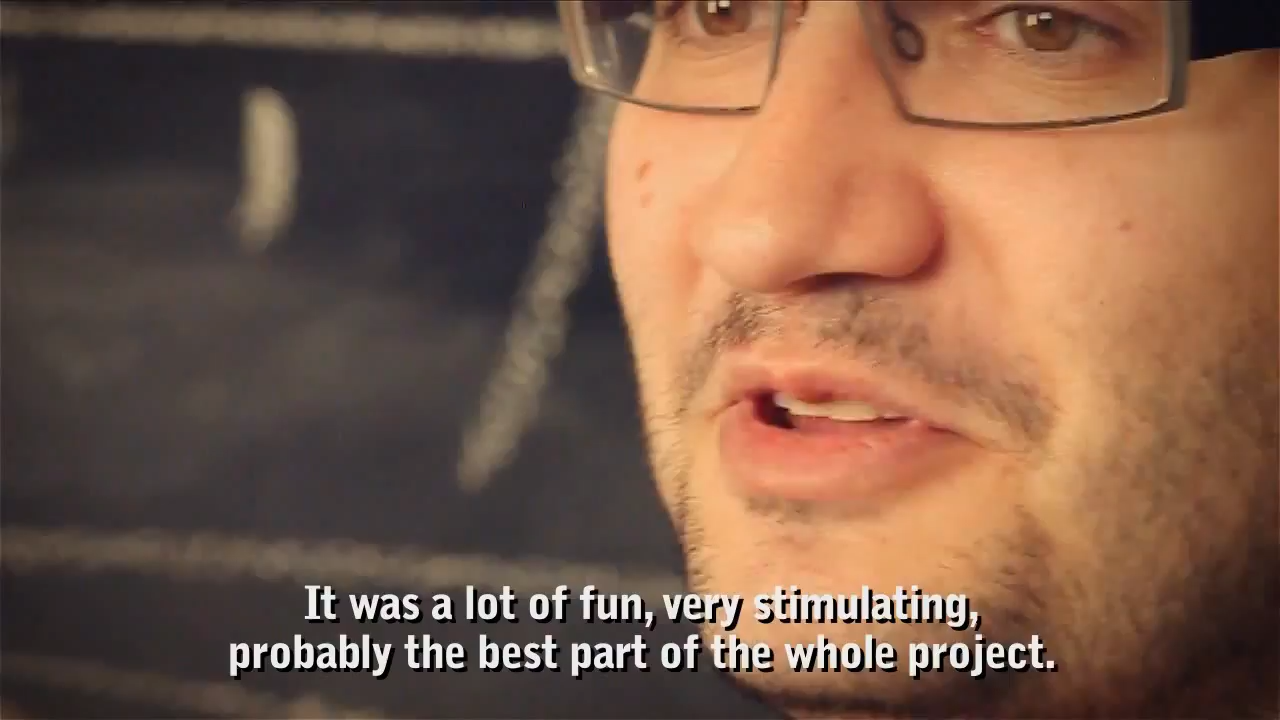 It was a lot of fun, very stimulating,
probably the best part of the whole project.